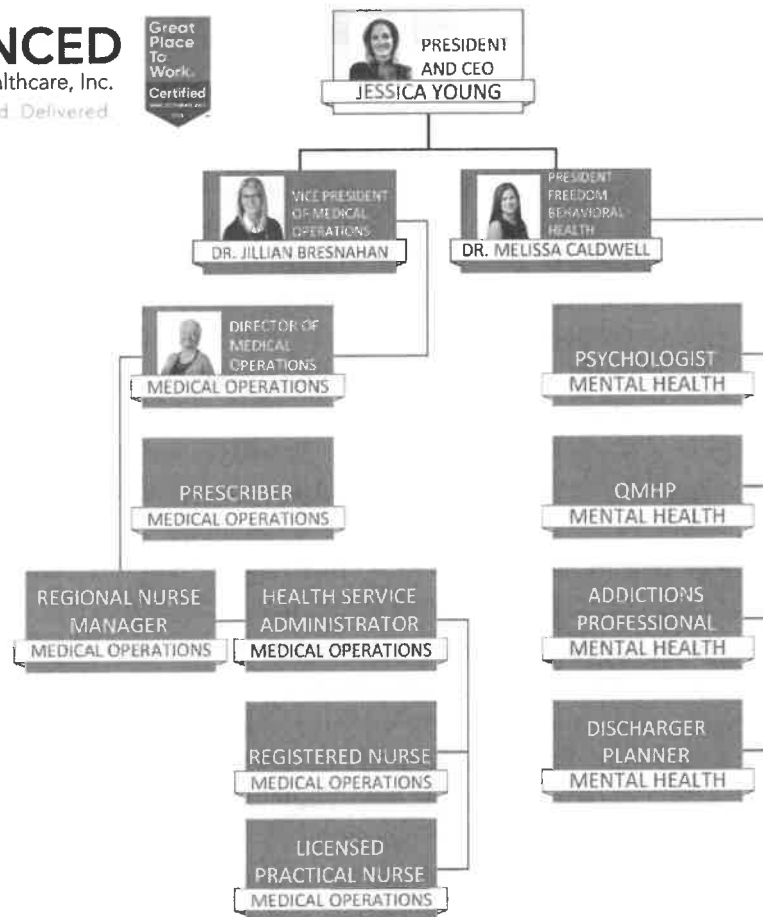 NCED
althcare, Inc.
d. Delivered.
Great
Place
To
Work.
Certified
PRESIDENT
AND CEO
JESSICA YOUNG
VICE PRESIDENT
OF MEDICAL
OPERATIONS
DR. JILLIAN BRESNAHAN
PRESIDENT
FREEDOM
BEHAVIORAL
HEALTH
DR. MELISSA CALDWELL
DIRECTOR OF
MEDICAL
OPERATIONS
MEDICAL OPERATIONS
PSYCHOLOGIST
MENTAL HEALTH
PRESCRIBER
MEDICAL OPERATIONS
QMHP
MENTAL HEALTH
REGIONAL NURSE
MANAGER
MEDICAL OPERATIONS
HEALTH SERVICE
ADMINISTRATOR
MEDICAL OPERATIONS
ADDICTIONS
PROFESSIONAL
MENTAL HEALTH
REGISTERED NURSE
MEDICAL OPERATIONS
DISCHARGER
PLANNER
MENTAL HEALTH
LICENSED
PRACTICAL NURSE
MEDICAL OPERATIONS